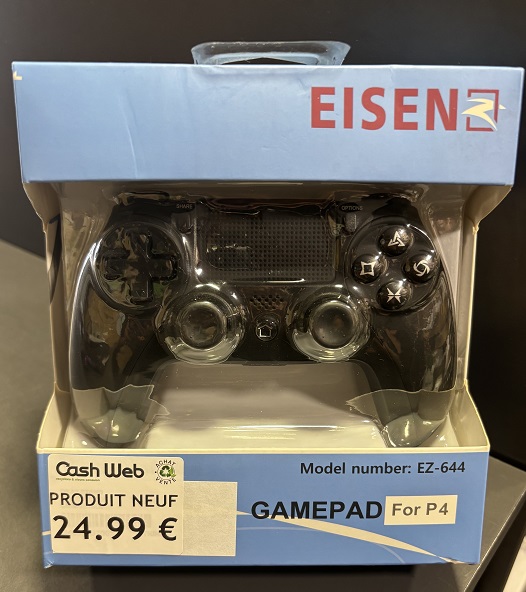 EISEN
SHARE
OPTIONS
Cash Web
ACHAT
VENTE
Model number: EZ-644
PRODUIT NEUF
24.99 €
GAMEPAD For P4